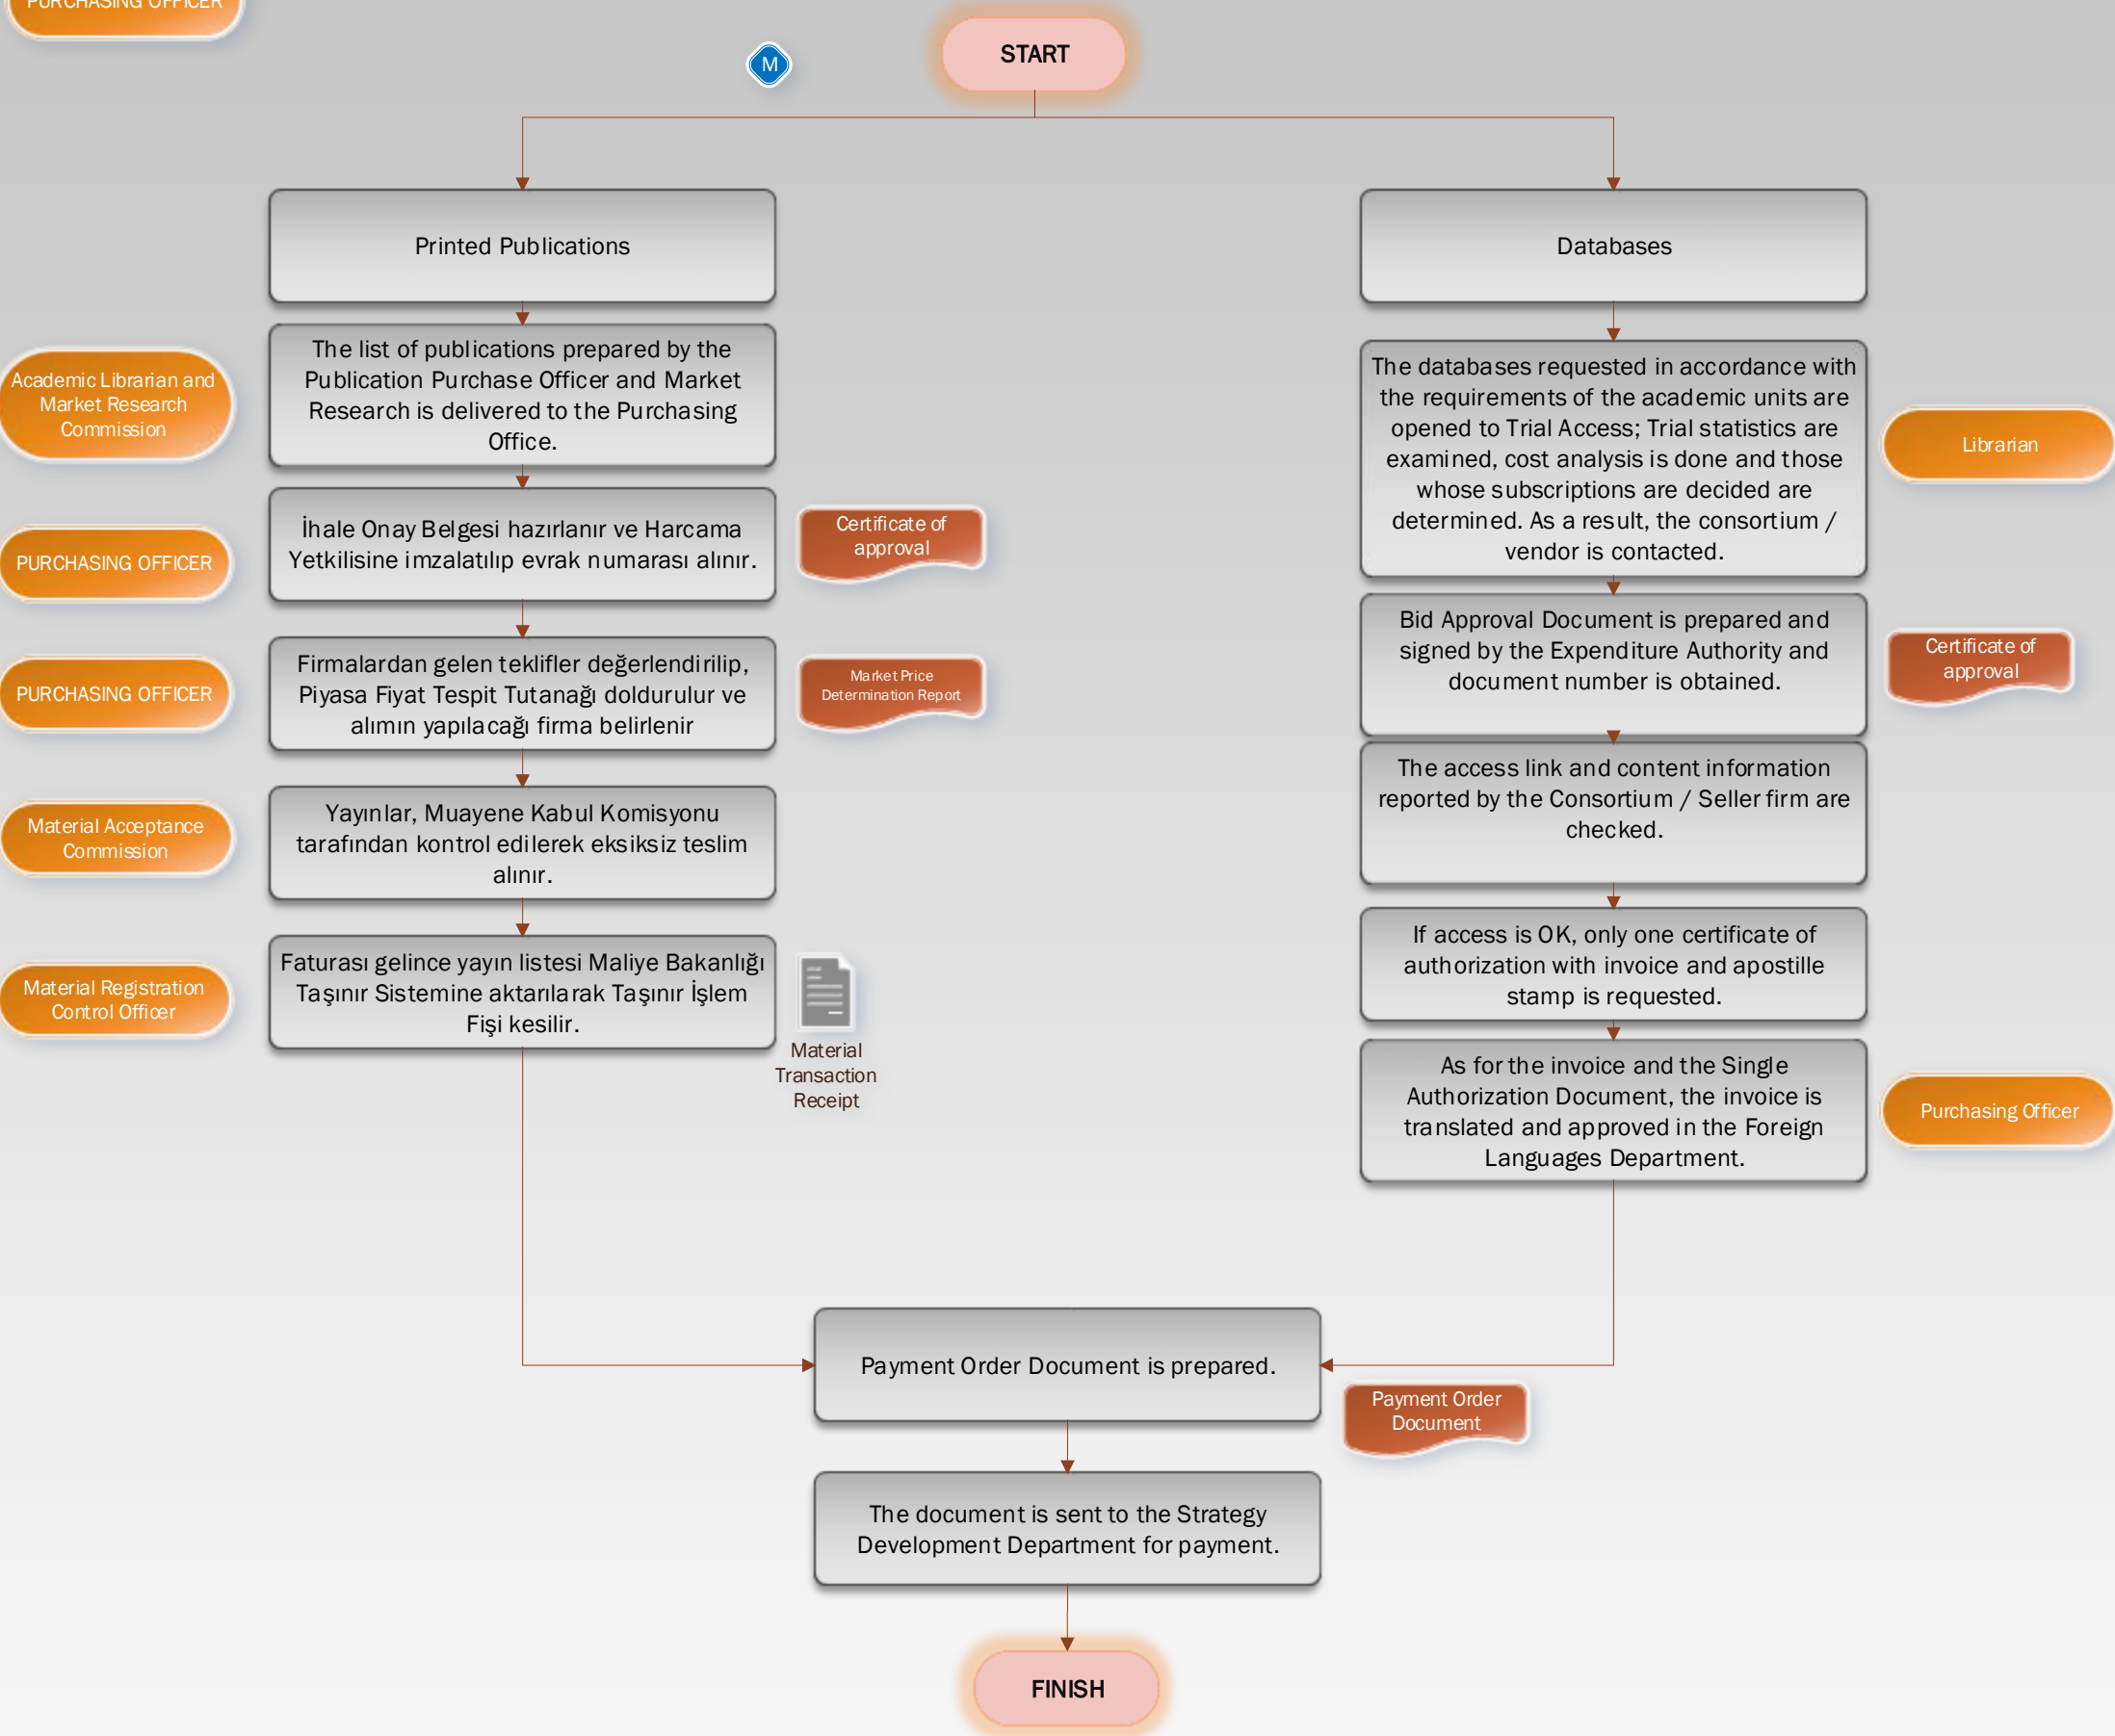 PURCHASING OFFICER
M
START
Printed Publications
Databases
The list of publications prepared by the
Publication Purchase Officer and Market
Research is delivered to the Purchasing
Office.
Academic Librarian and
Market Research
Commission
The databases requested in accordance with
the requirements of the academic units are
opened to Trial Access; Trial statistics are
examined, cost analysis is done and those
whose subscriptions are decided are
determined. As a result, the consortium /
vendor is contacted.
Librarian
PURCHASING OFFICER
İhale Onay Belgesi hazırlanır ve Harcama
Yetkilisine imzalatılıp evrak numarası alınır.
Certificate of
approval
Bid Approval Document is prepared and
signed by the Expenditure Authority and
document number is obtained.
Certificate of
approval
PURCHASING OFFICER
Firmalardan gelen teklifler değerlendirilip,
Piyasa Fiyat Tespit Tutanağı doldurulur ve
alımın yapılacağı firma belirlenir
Market Price
Determination Report
The access link and content information
reported by the Consortium / Seller firm are
checked.
Material Acceptance
Commission
Yayınlar, Muayene Kabul Komisyonu
tarafından kontrol edilerek eksiksiz teslim
alınır.
If access is OK, only one certificate of
authorization with invoice and apostille
stamp is requested.
Material Registration
Control Officer
Faturası gelince yayın listesi Maliye Bakanlığı
Taşınır Sistemine aktarılarak Taşınır İşlem
Fişi kesilir.
Material
Transaction
Receipt
As for the invoice and the Single
Authorization Document, the invoice is
translated and approved in the Foreign
Languages Department.
Purchasing Officer
Payment Order Document is prepared.
Payment Order
Document
The document is sent to the Strategy
Development Department for payment.
FINISH